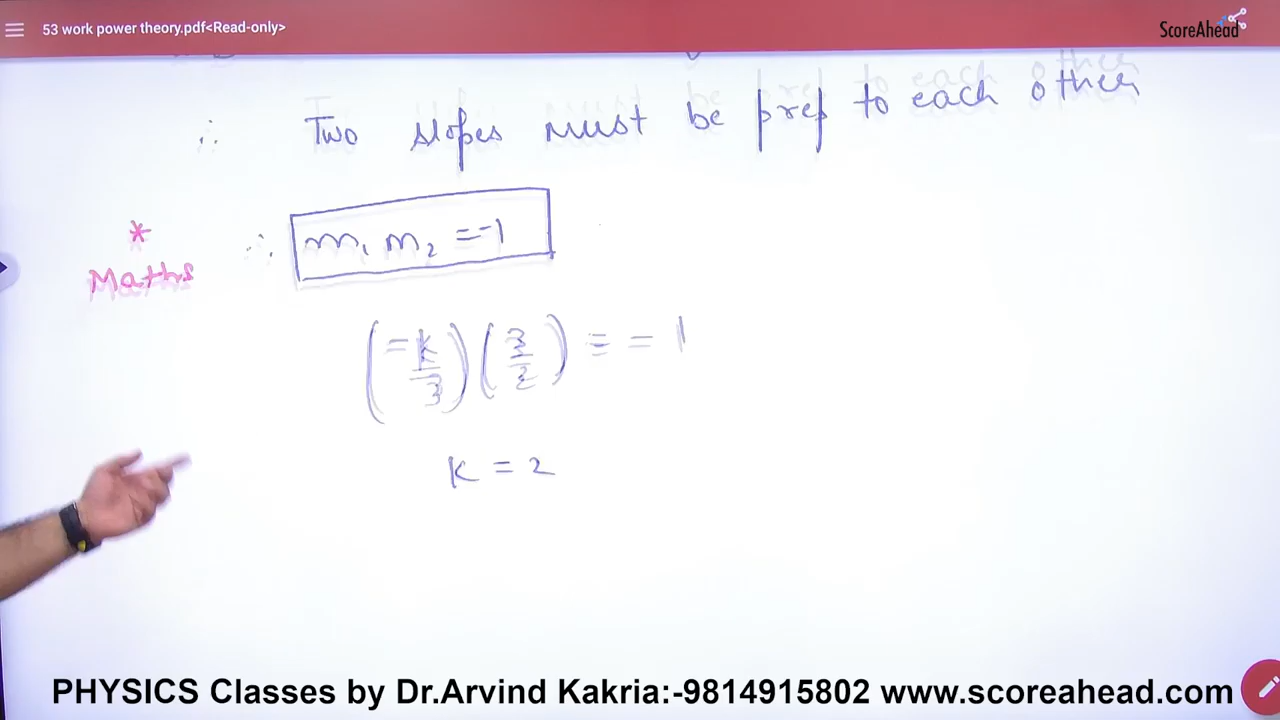 53 work power theory.pdf<Read-only>
ScoreAhead
∴ Two slopes must be prep to each other
* Maths
∴ m₁ m₂ = -1
(-k/3)(3/2) = -1
k = 2
PHYSICS Classes by Dr.Arvind Kakria:-9814915802 www.scoreahead.com